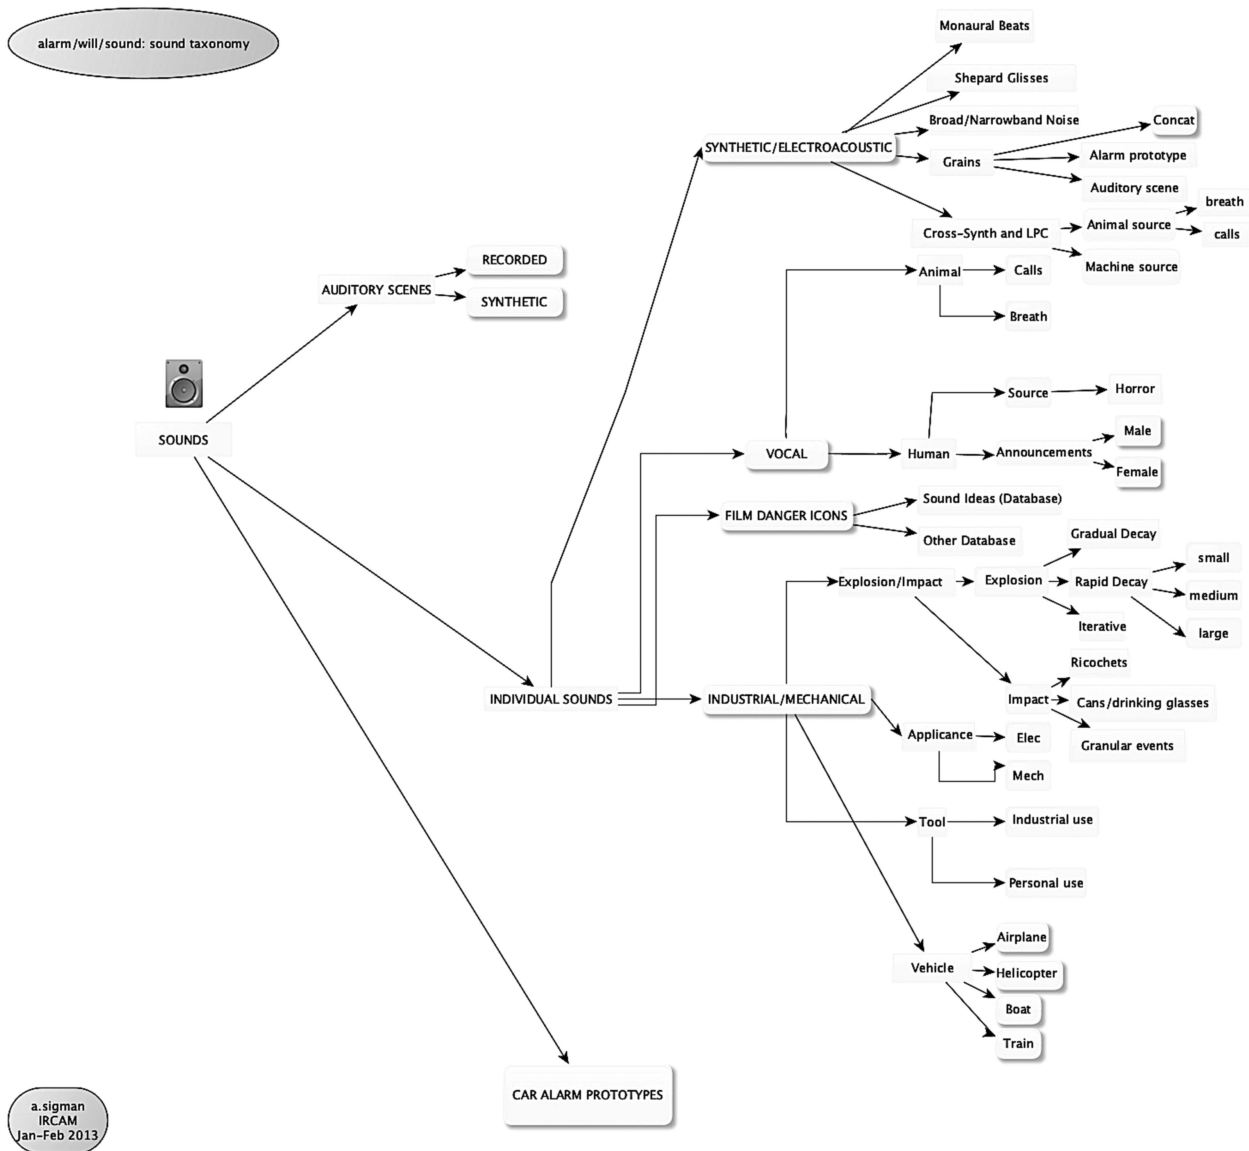 alarm/will/sound: sound taxonomy
Monaural Beats
Shepard Glisses
Broad/Narrowband Noise
Concat
SYNTHETIC/ELECTROACOUSTIC
Grains
Alarm prototype
Auditory scene
breath
Cross-Synth and LPC
Animal source
calls
Machine source
RECORDED
AUDITORY SCENES
SYNTHETIC
Animal
Calls
Breath
SOUNDS
Source
Horror
Male
VOCAL
Human
Announcements
Female
FILM DANGER ICONS
Sound Ideas (Database)
Other Database
Gradual Decay
Explosion/Impact
Explosion
Rapid Decay
small
medium
large
Iterative
Ricochets
INDIVIDUAL SOUNDS
INDUSTRIAL/MECHANICAL
Impact
Cans/drinking glasses
Granular events
Applicance
Elec
Mech
Tool
Industrial use
Personal use
Airplane
Vehicle
Helicopter
Boat
Train
CAR ALARM PROTOTYPES
a.sigman
IRCAM
Jan-Feb 2013